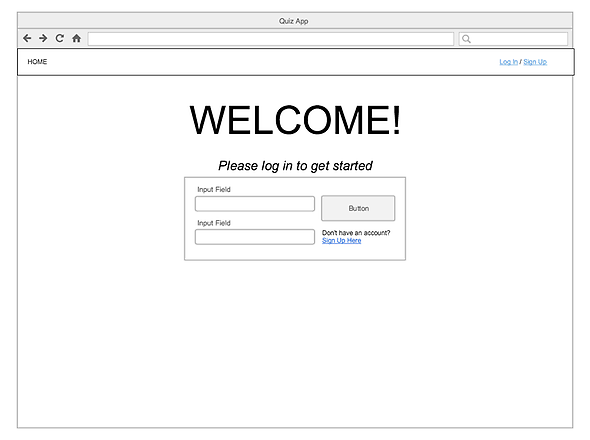 Quiz App
HOME
Log In / Sign Up
WELCOME!
Please log in to get started
Input Field
Button
Input Field
Don't have an account?
Sign Up Here